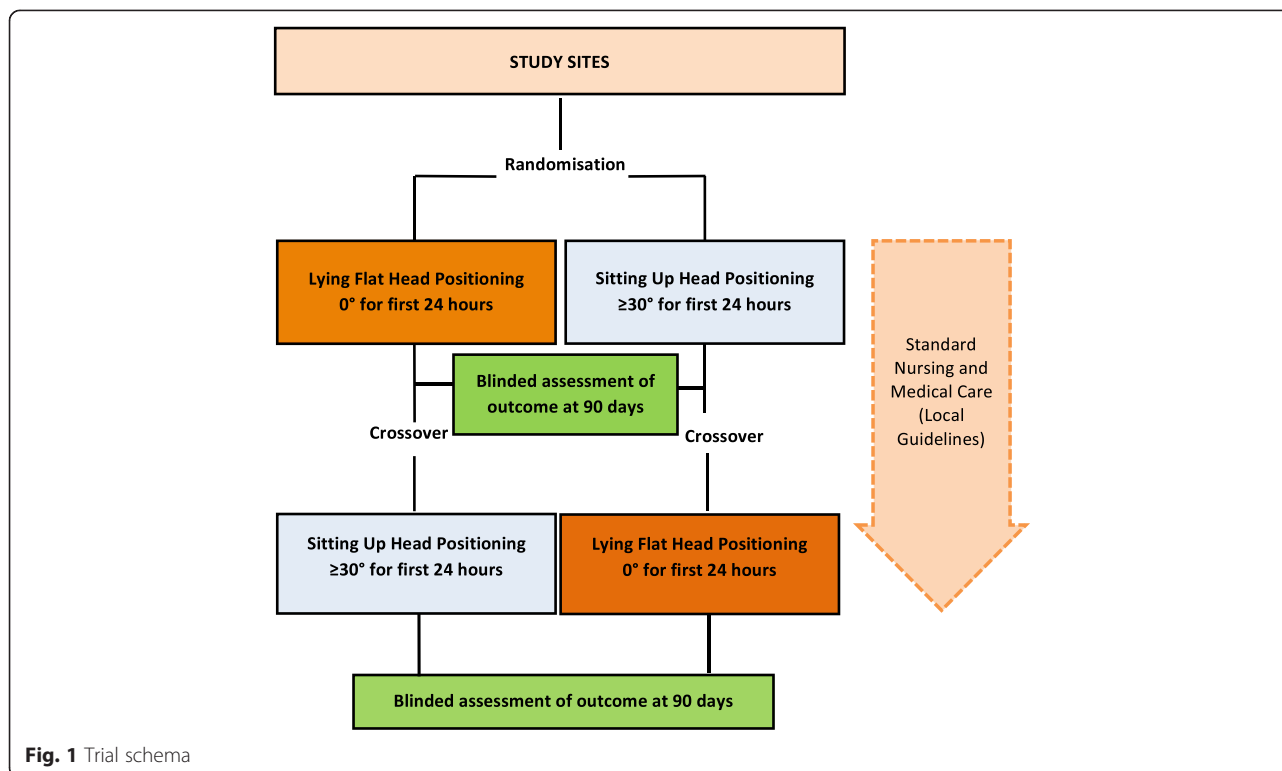 STUDY SITES
Randomisation
Lying Flat Head Positioning
0° for first 24 hours
Sitting Up Head Positioning
≥30° for first 24 hours
Standard
Nursing and
Medical Care
(Local
Guidelines)
Blinded assessment of
outcome at 90 days
Crossover
Crossover
Sitting Up Head Positioning
≥30° for first 24 hours
Lying Flat Head Positioning
0° for first 24 hours
Blinded assessment of outcome at 90 days
Fig. 1 Trial schema